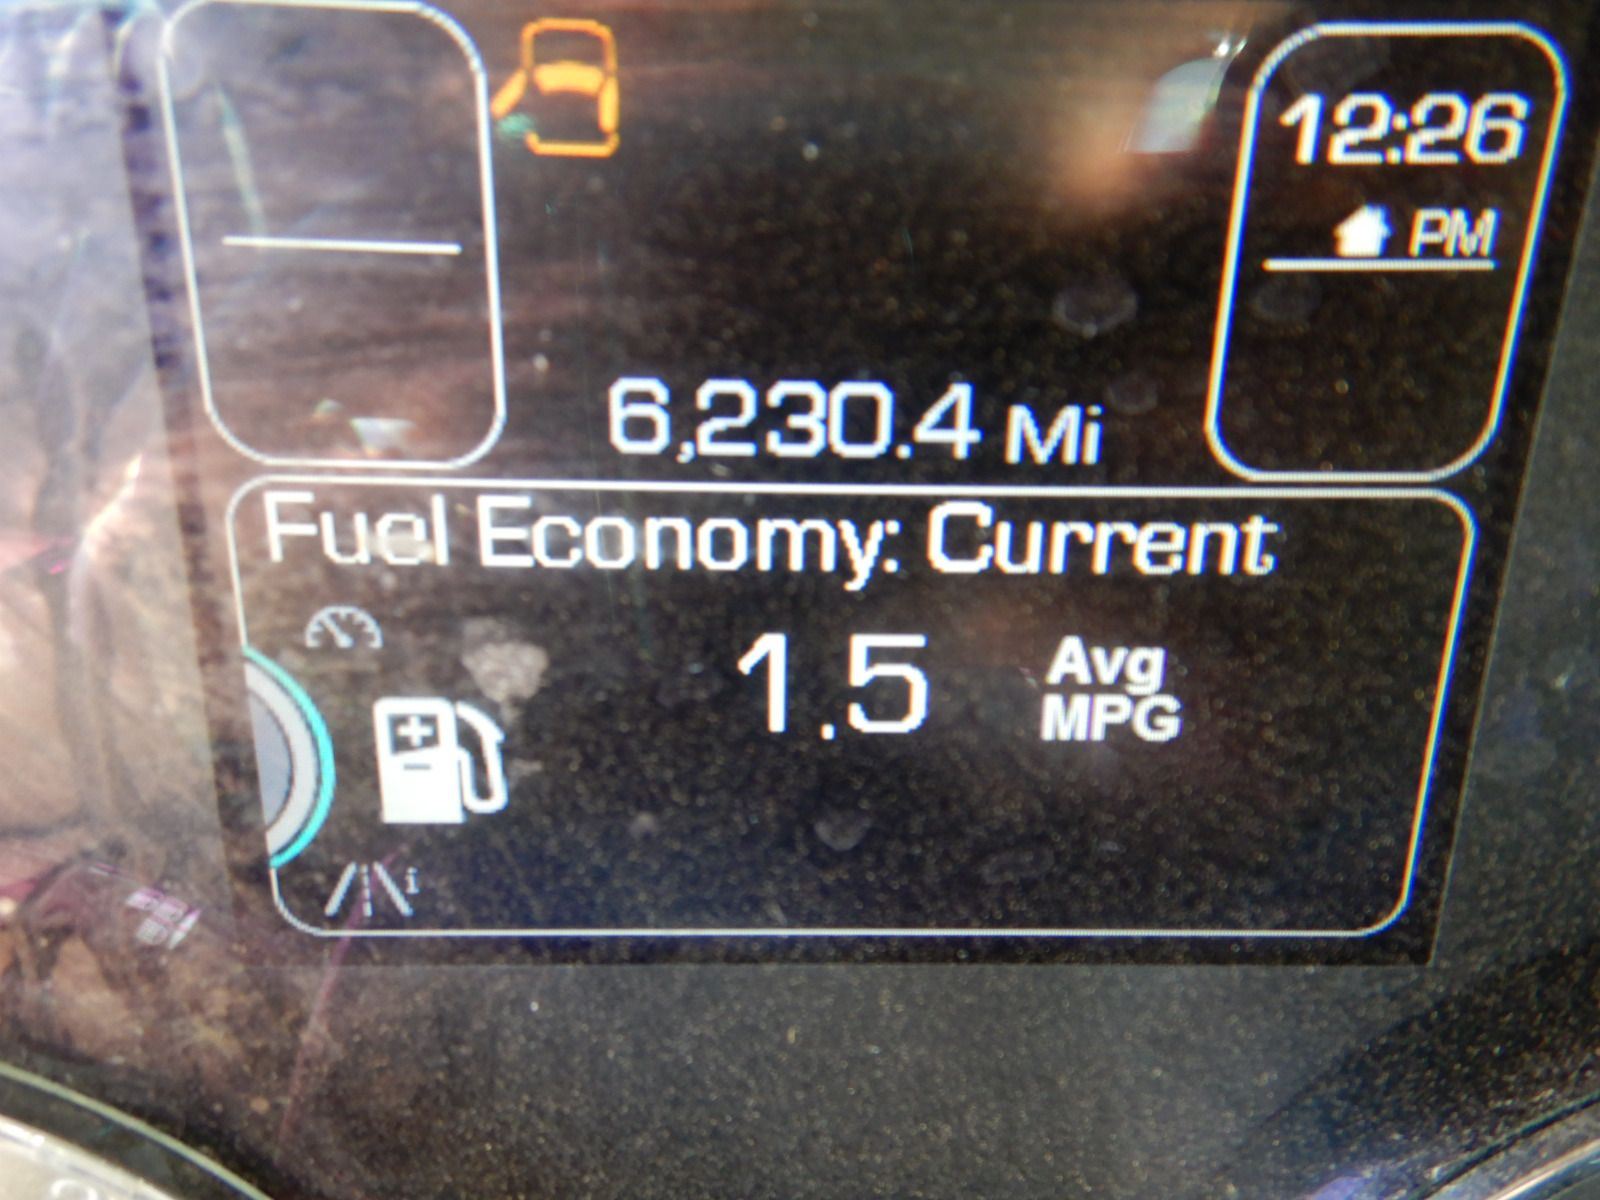 12:26
PM
6,230.4 Mi
Fuel Economy: Current
1.5 Avg
MPG
i